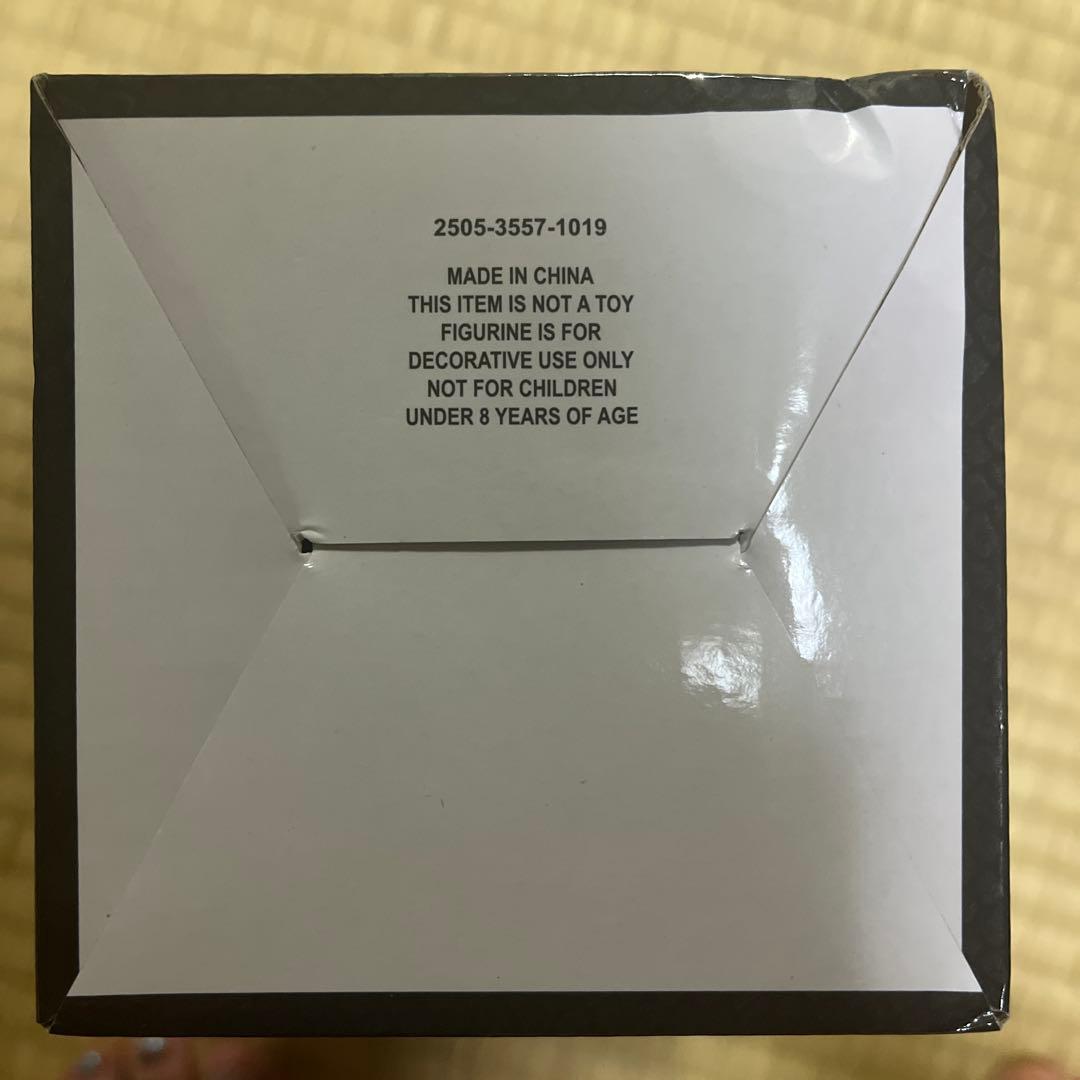 2505-3557-1019
MADE IN CHINA
THIS ITEM IS NOT A TOY
FIGURINE IS FOR
DECORATIVE USE ONLY
NOT FOR CHILDREN
UNDER 8 YEARS OF AGE